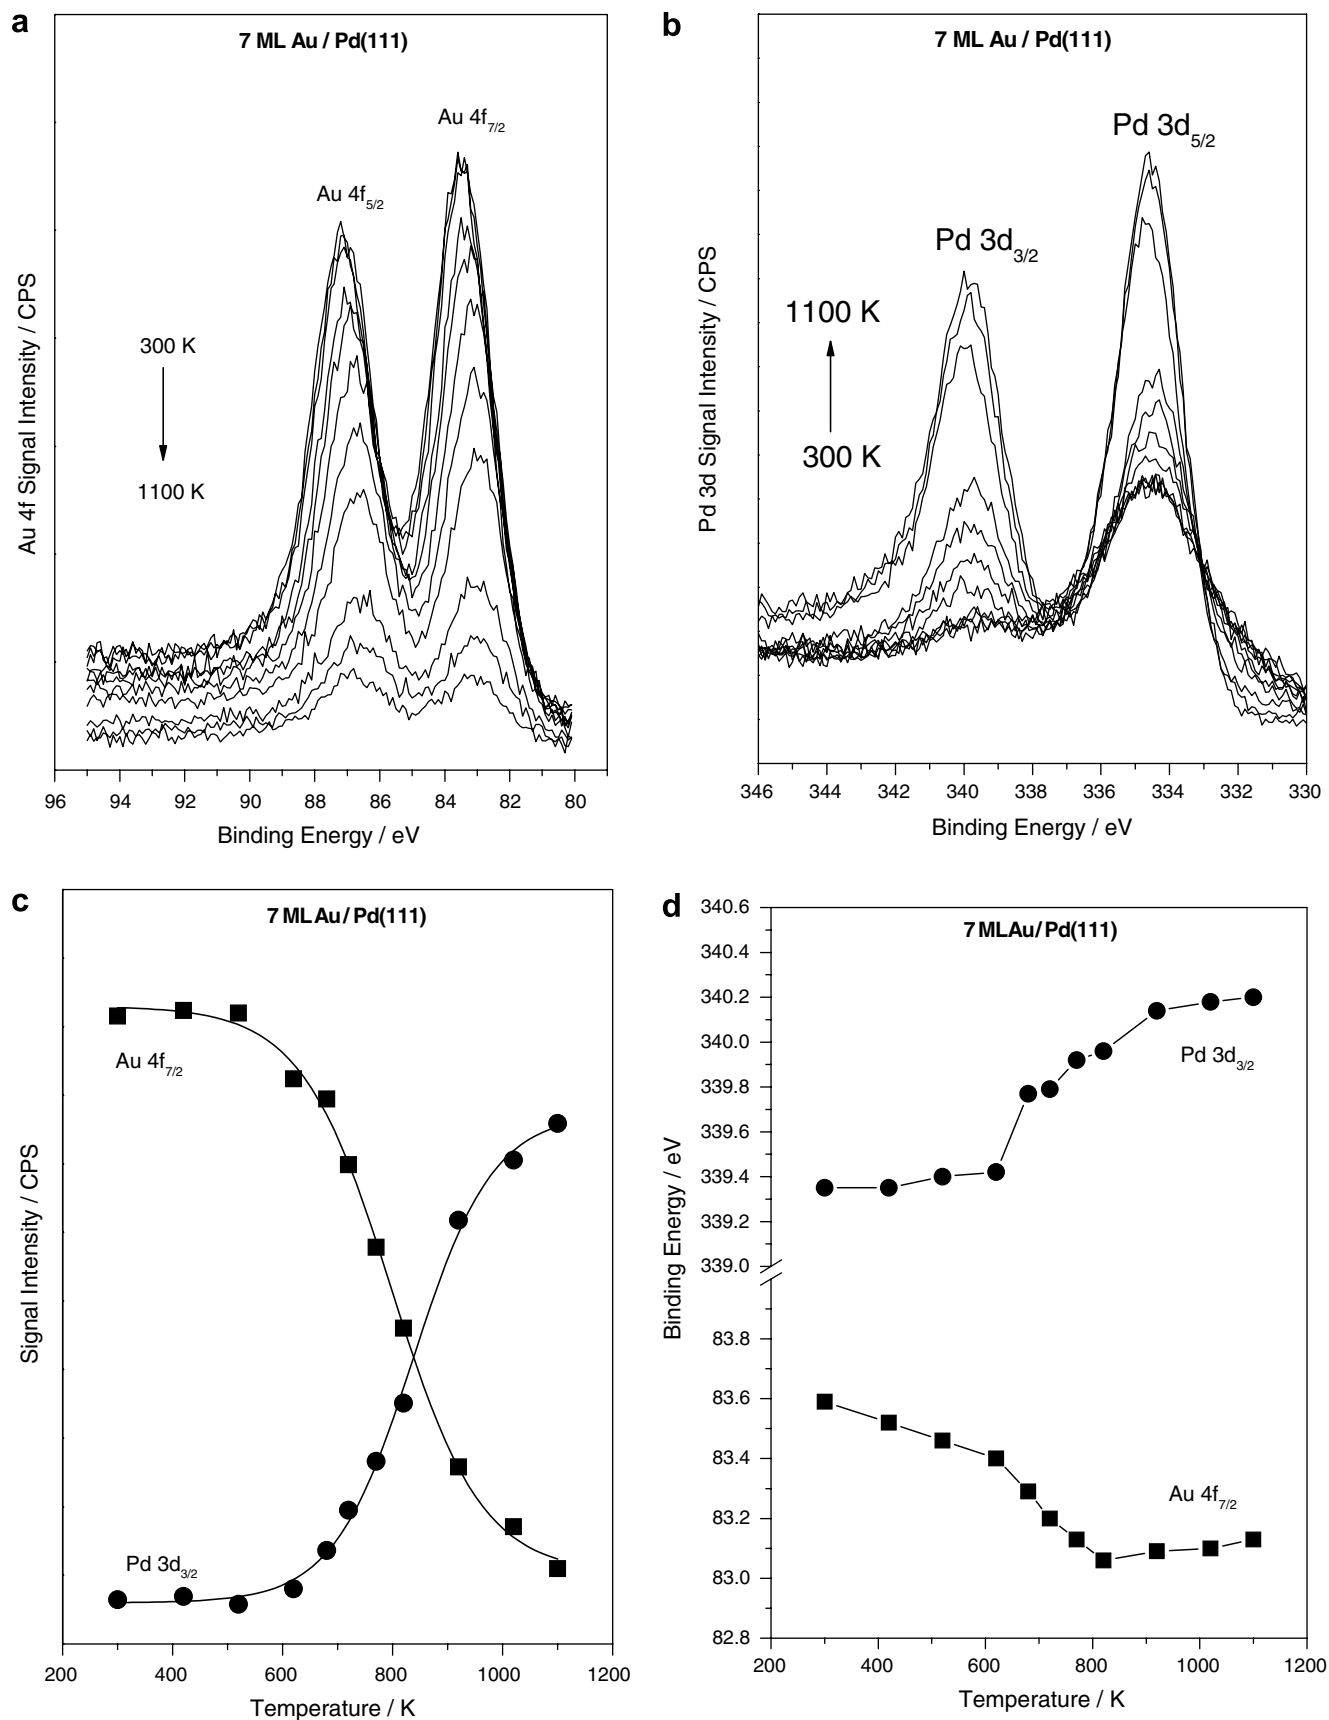 a
7 ML Au / Pd(111)
Au 4f7/2
Au 4f5/2
300 K
1100 K
Au 4f Signal Intensity / CPS
96 94 92 90 88 86 84 82 80
Binding Energy / eV
b
7 ML Au / Pd(111)
Pd 3d5/2
Pd 3d3/2
1100 K
300 K
Pd 3d Signal Intensity / CPS
346 344 342 340 338 336 334 332 330
Binding Energy / eV
c
7 ML Au / Pd(111)
Au 4f7/2
Pd 3d3/2
Signal Intensity / CPS
200 400 600 800 1000 1200
Temperature / K
d
7 ML Au / Pd(111)
340.6
340.4
340.2
340.0
339.8
339.6
339.4
339.2
339.0
83.8
83.6
83.4
83.2
83.0
82.8
Pd 3d3/2
Au 4f7/2
Binding Energy / eV
200 400 600 800 1000 1200
Temperature / K